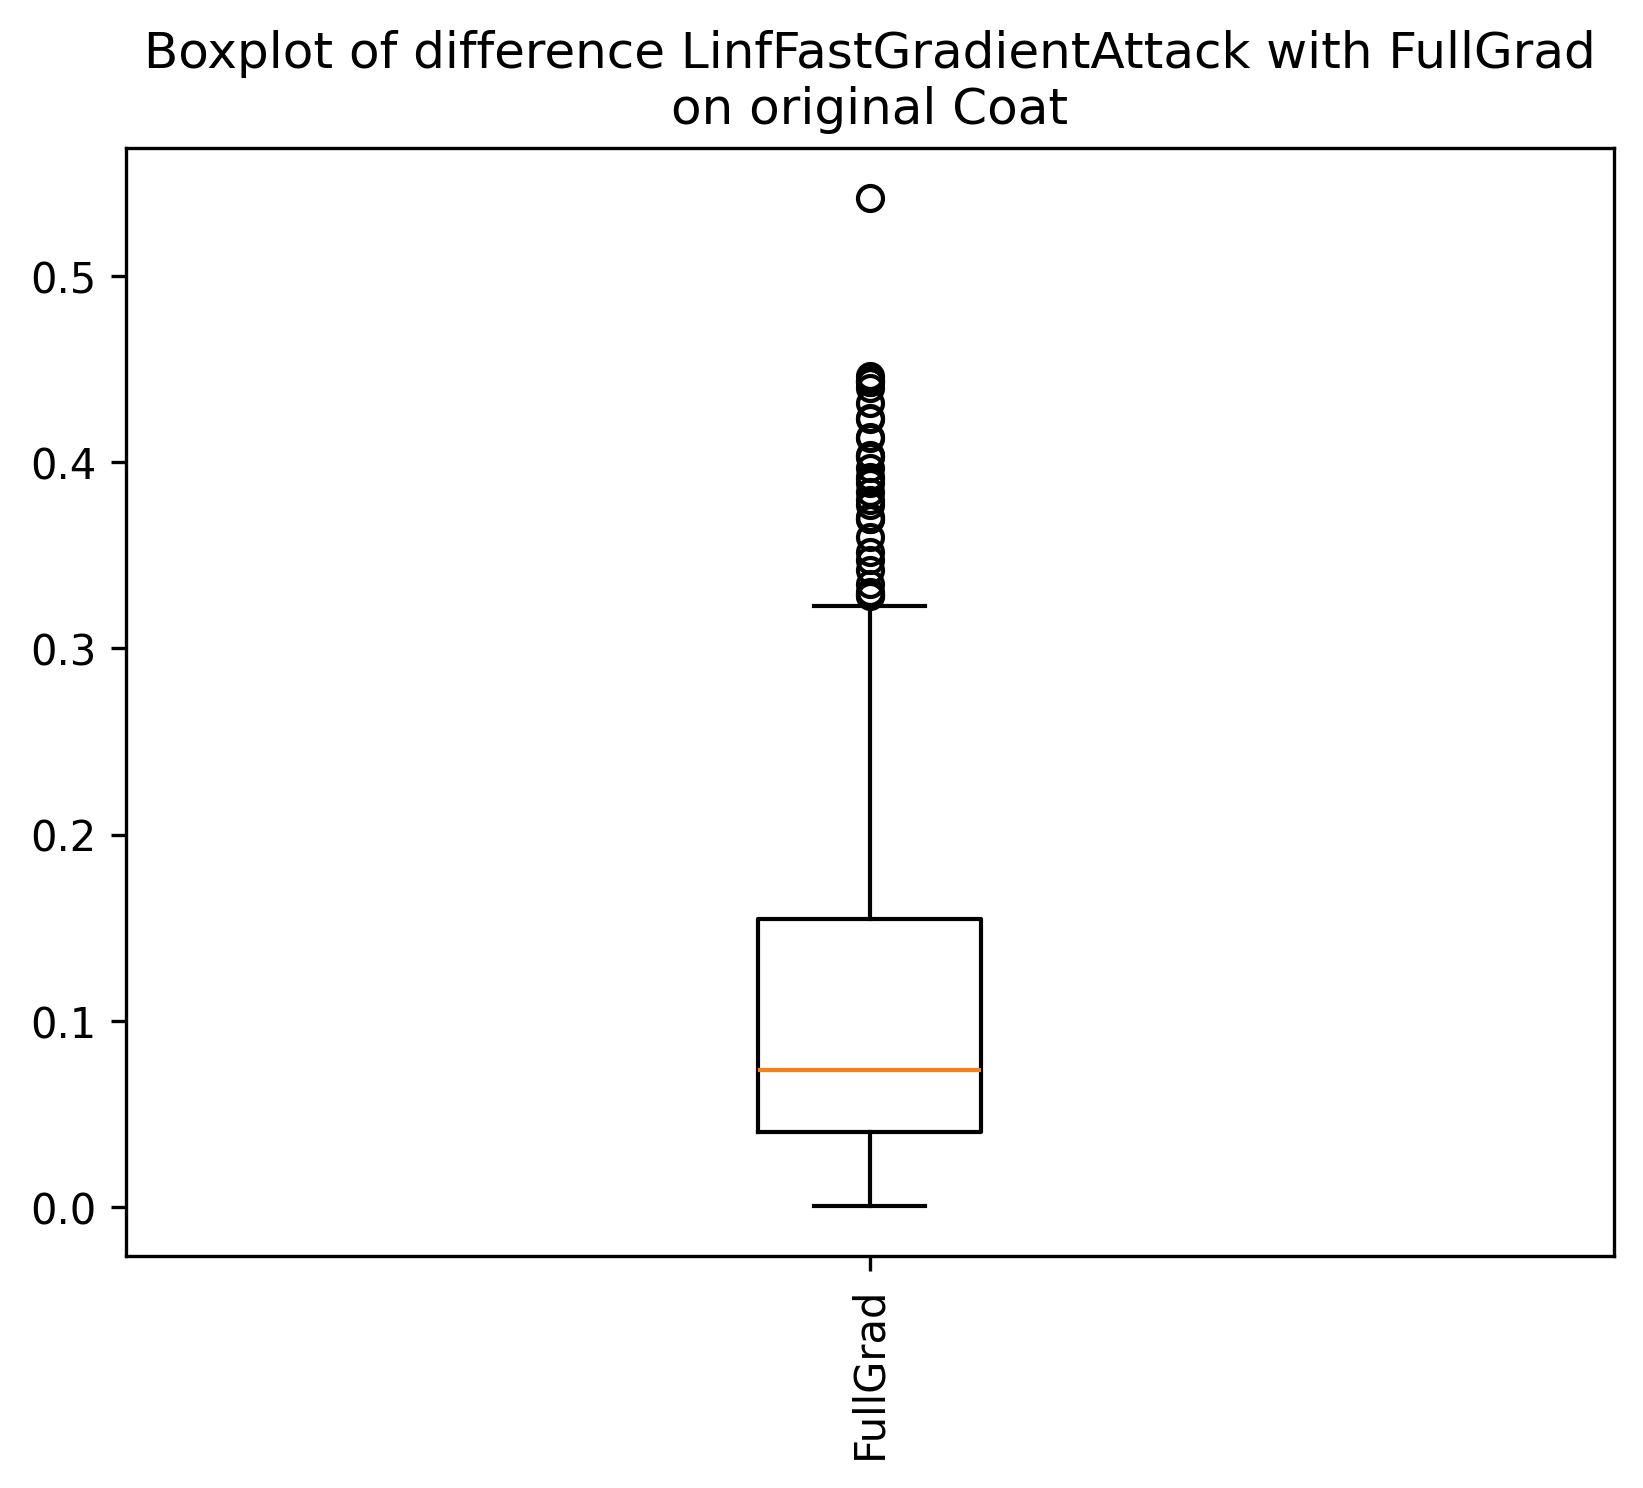 Boxplot of difference LinfFastGradientAttack with FullGrad
on original Coat
0.5
0.4
0.3
0.2
0.1
0.0
FullGrad